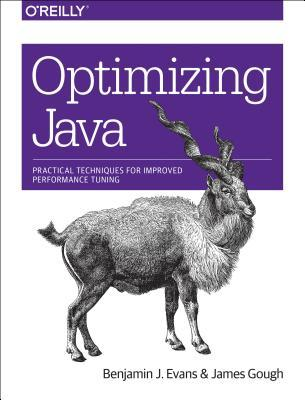 O'REILLY®
Optimizing
Java
PRACTICAL TECHNIQUES FOR IMPROVED
PERFORMANCE TUNING
Benjamin J. Evans & James Gough